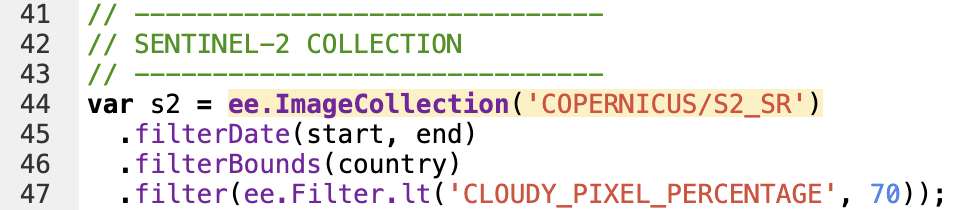 41 // ------------------------------
42 // SENTINEL-2 COLLECTION
43 // ------------------------------
44 var s2 = ee.ImageCollection('COPERNICUS/S2_SR')
45   .filterDate(start, end)
46   .filterBounds(country)
47   .filter(ee.Filter.lt('CLOUDY_PIXEL_PERCENTAGE', 70));